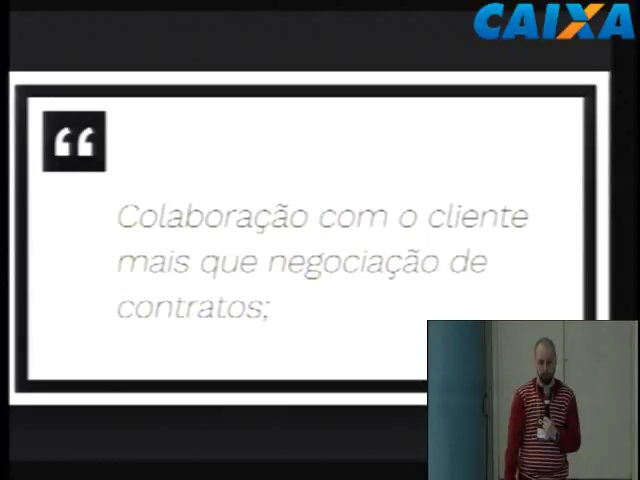 CAIXA
“
Colaboração com o cliente
mais que negociação de
contratos;